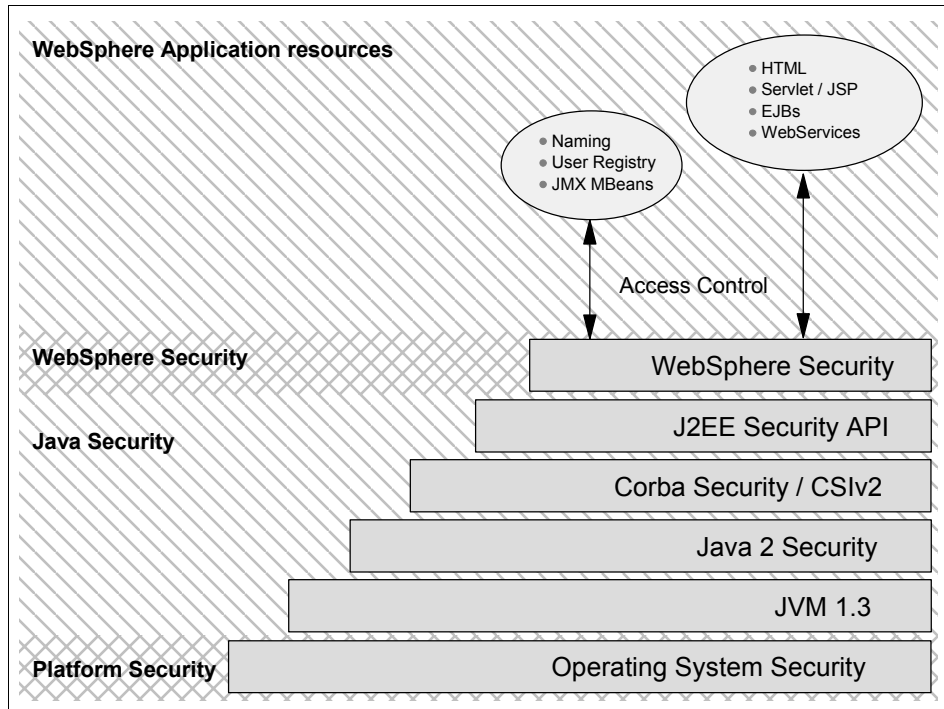 WebSphere Application resources
● HTML
● Servlet / JSP
● EJBs
● WebServices
● Naming
● User Registry
● JMX MBeans
Access Control
WebSphere Security
WebSphere Security
Java Security
J2EE Security API
Corba Security / CSIv2
Java 2 Security
JVM 1.3
Platform Security
Operating System Security